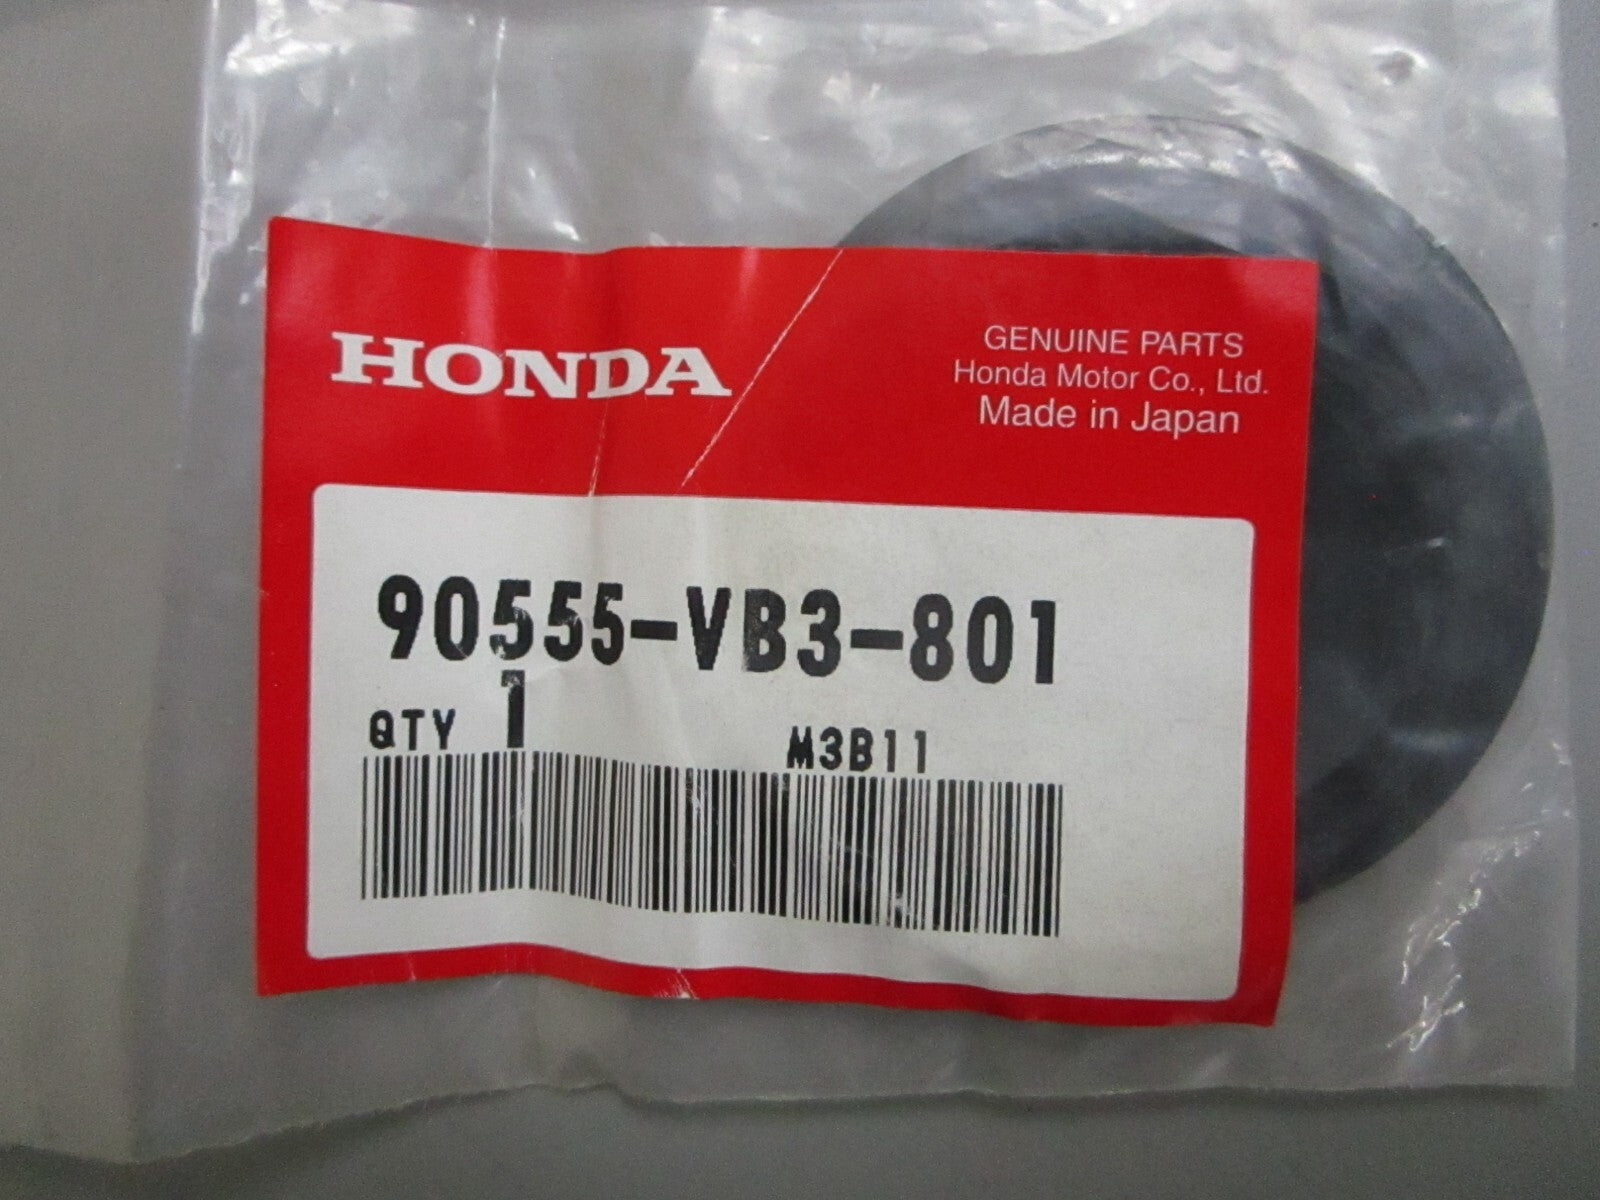 HONDA
GENUINE PARTS
Honda Motor Co., Ltd.
Made in Japan
90555-VB3-801
QTY 1 M3B11